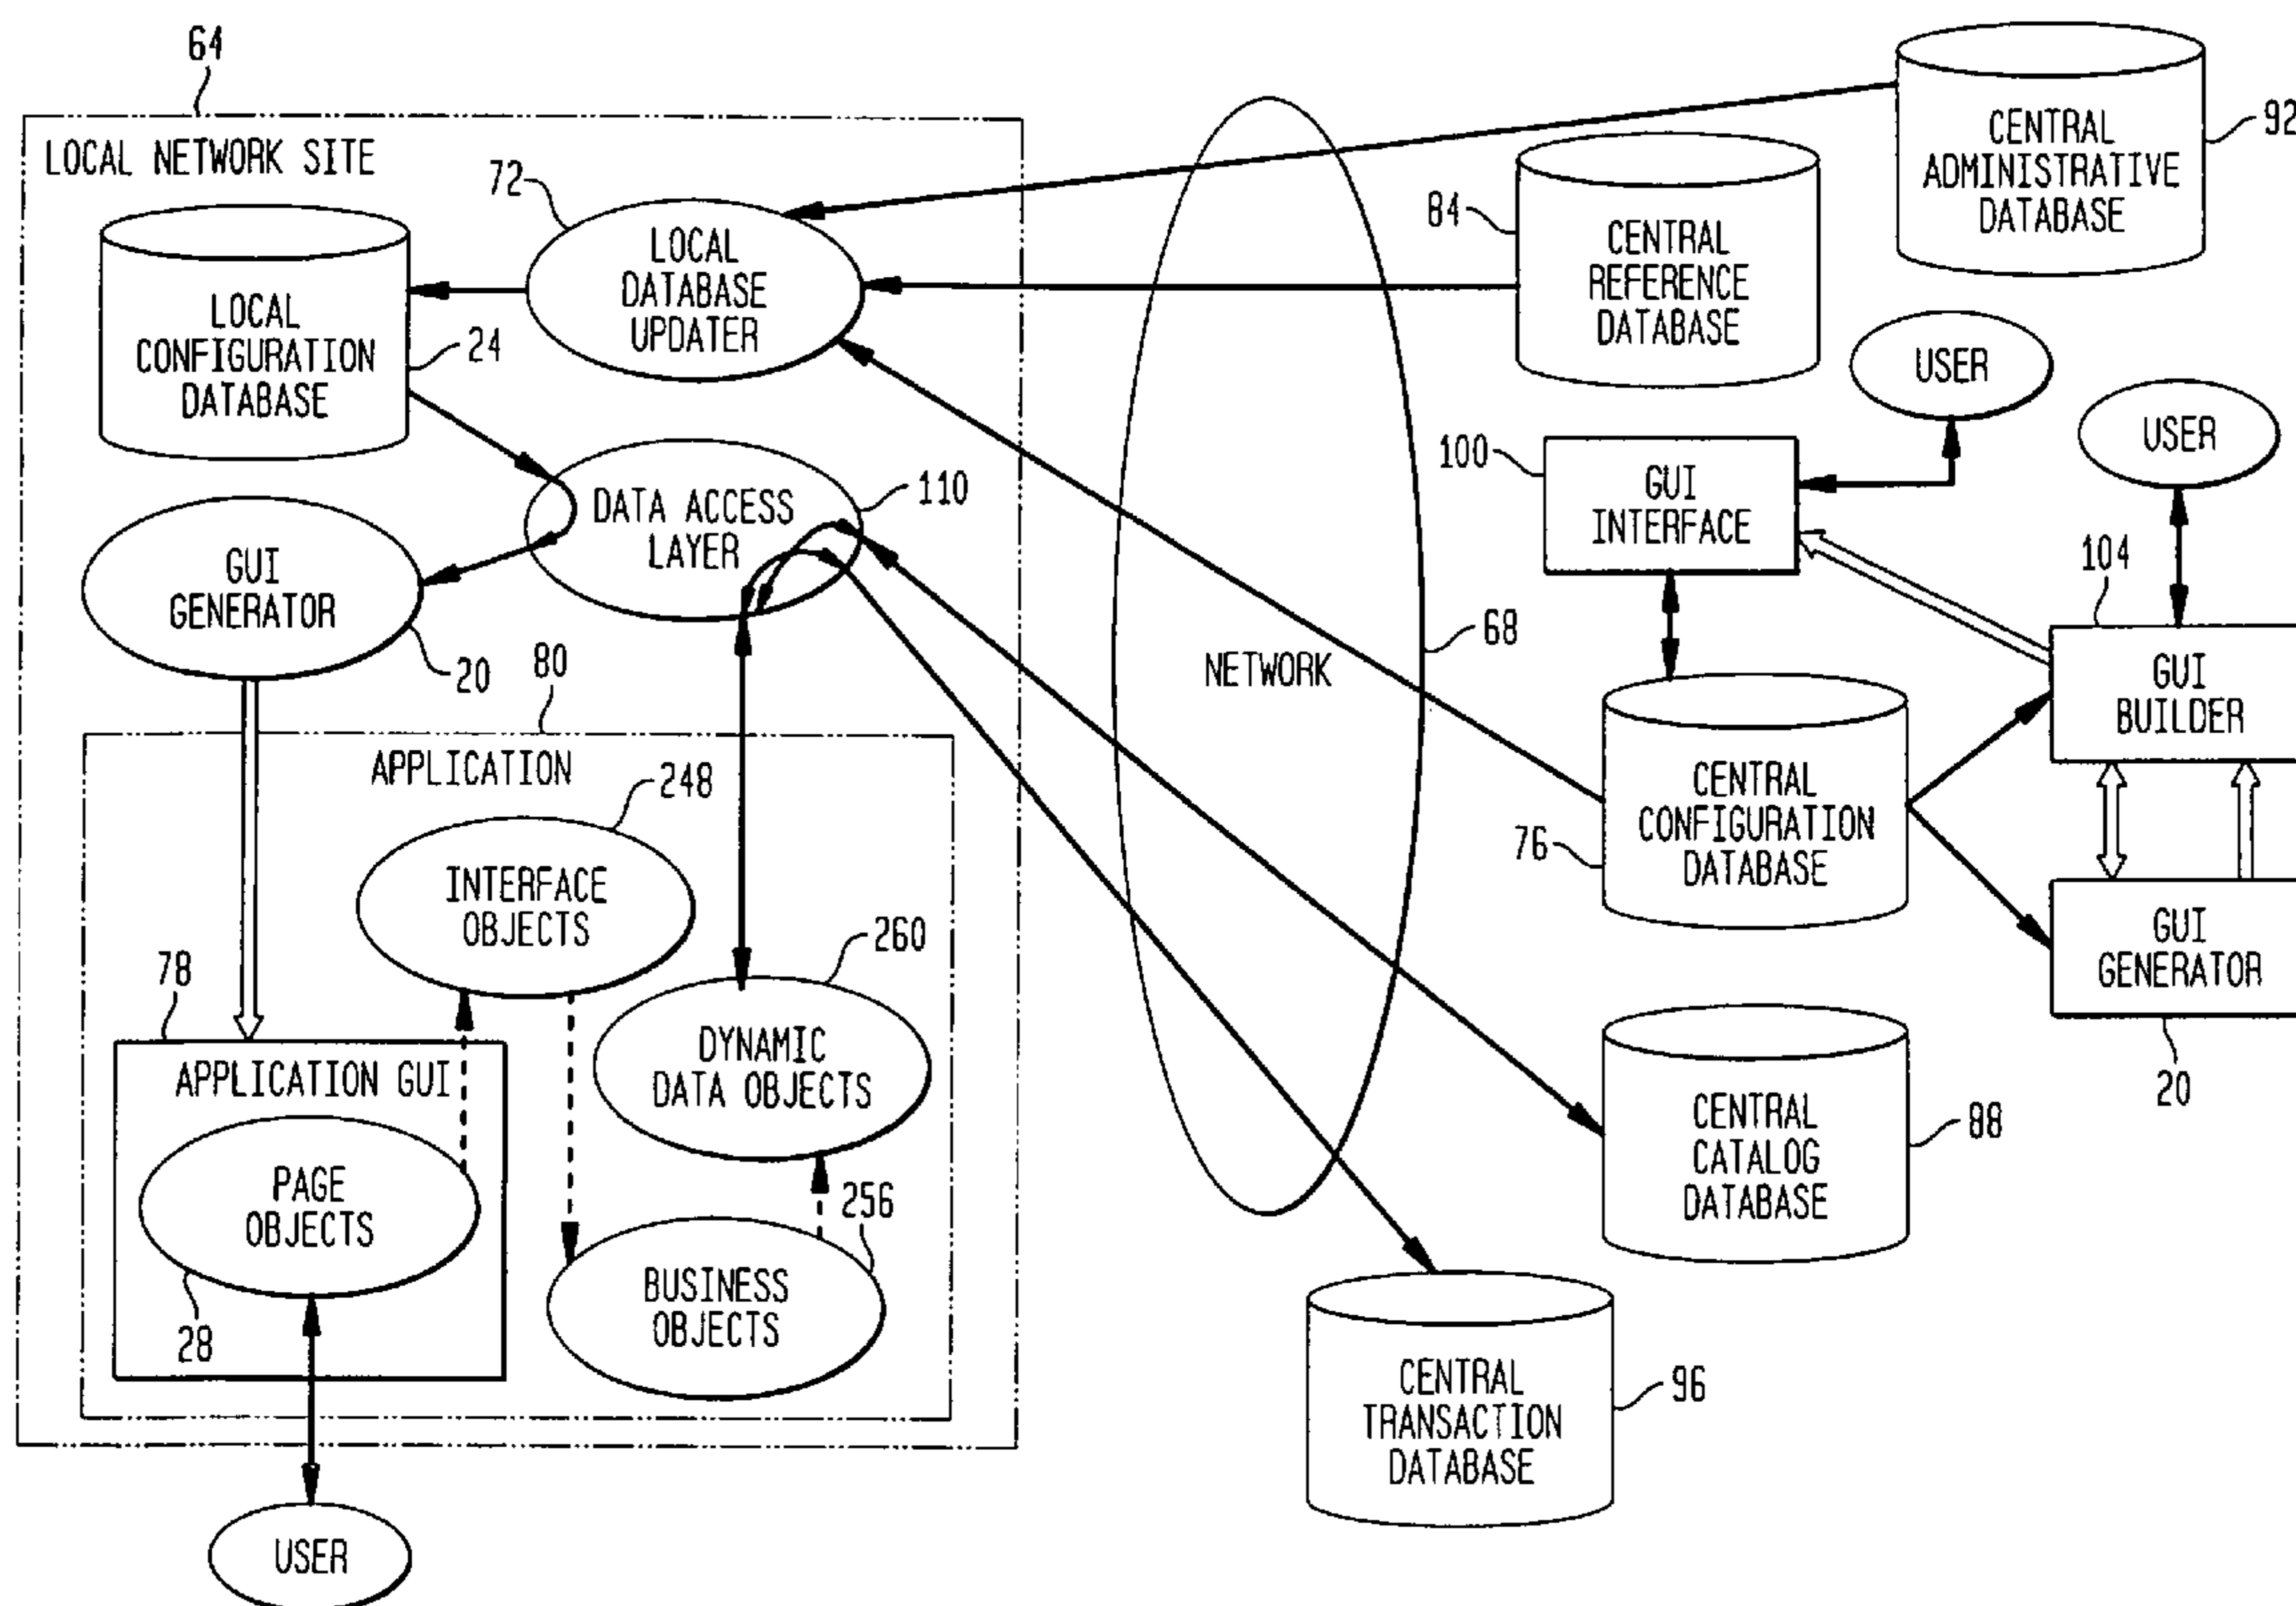 64
LOCAL NETWORK SITE
72
LOCAL
DATABASE
UPDATER
LOCAL
CONFIGURATION
DATABASE
24
DATA ACCESS
LAYER
110
GUI
GENERATOR
20
80
APPLICATION
248
INTERFACE
OBJECTS
260
DYNAMIC
DATA OBJECTS
78
APPLICATION GUI
PAGE
OBJECTS
28
256
BUSINESS
OBJECTS
USER
NETWORK
68
CENTRAL
ADMINISTRATIVE
DATABASE
92
84
CENTRAL
REFERENCE
DATABASE
USER
USER
100
GUI
INTERFACE
104
GUI
BUILDER
76
CENTRAL
CONFIGURATION
DATABASE
GUI
GENERATOR
20
CENTRAL
CATALOG
DATABASE
88
CENTRAL
TRANSACTION
DATABASE
96